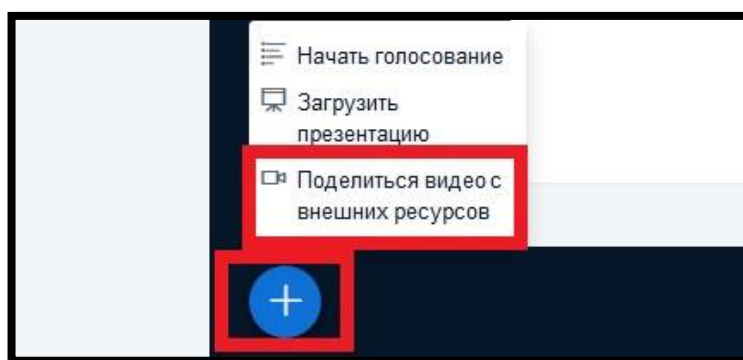 Начать голосование
Загрузить
презентацию
Поделиться видео с
внешних ресурсов